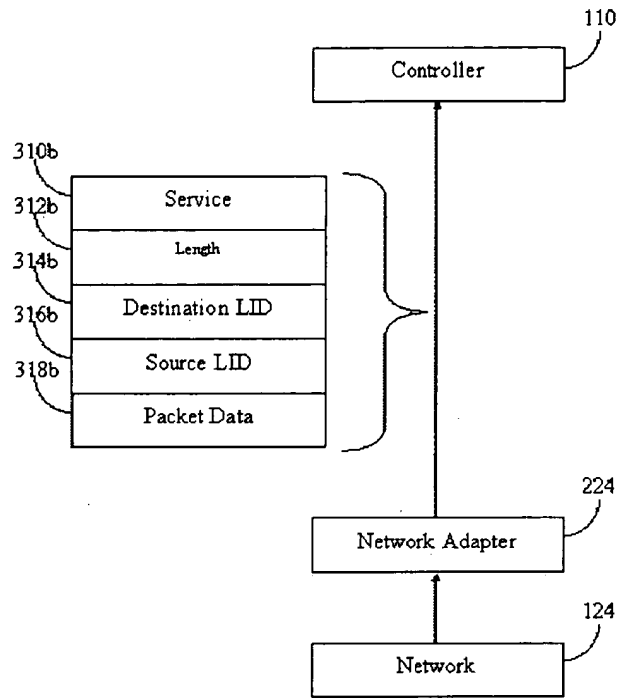 110
Controller
310b
Service
312b
Length
314b
Destination LID
316b
Source LID
318b
Packet Data
224
Network Adapter
124
Network